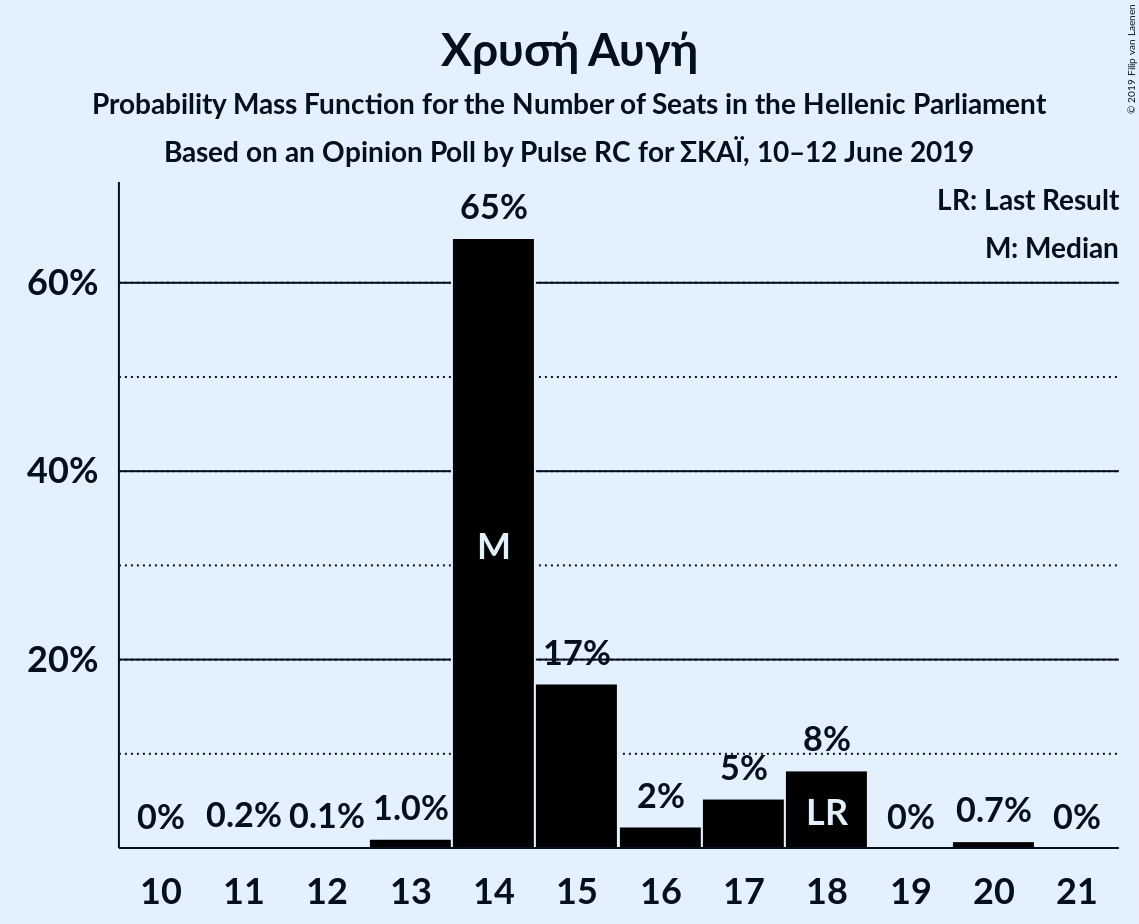 Χρυσή Αυγή
Probability Mass Function for the Number of Seats in the Hellenic Parliament
Based on an Opinion Poll by Pulse RC for ΣΚΑΪ, 10–12 June 2019
© 2019 Filip van Laenen
LR: Last Result
M: Median
60%
40%
20%
0%
0.2%
0.1%
1.0%
65%
17%
2%
5%
8%
0%
0.7%
0%
M
LR
10 11 12 13 14 15 16 17 18 19 20 21